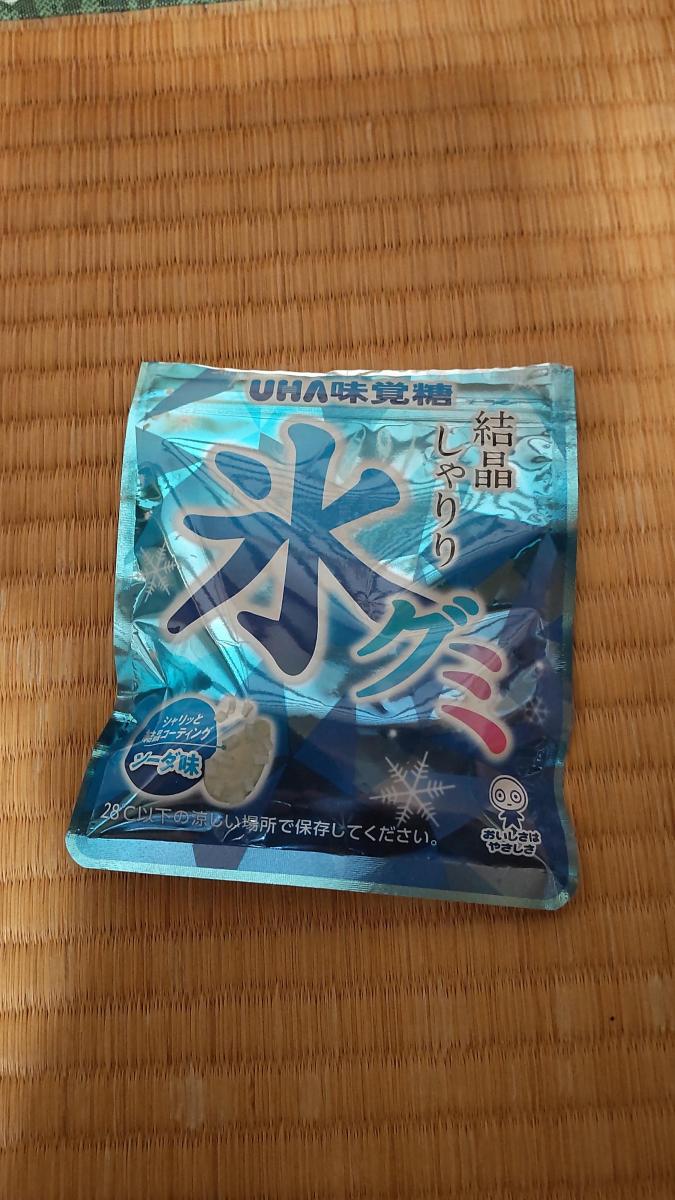 UHA味覚糖
結晶
しゃりり
氷
グミ
シャリッと
結晶コーティング
ソーダ味
28℃以下の涼しい場所で保存してください。
おいしさは
やさしさ